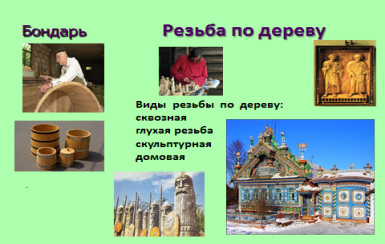 Бондарь
Резьба по дереву
Виды резьбы по дереву:
сквозная
глухая резьба
скульптурная
домовая